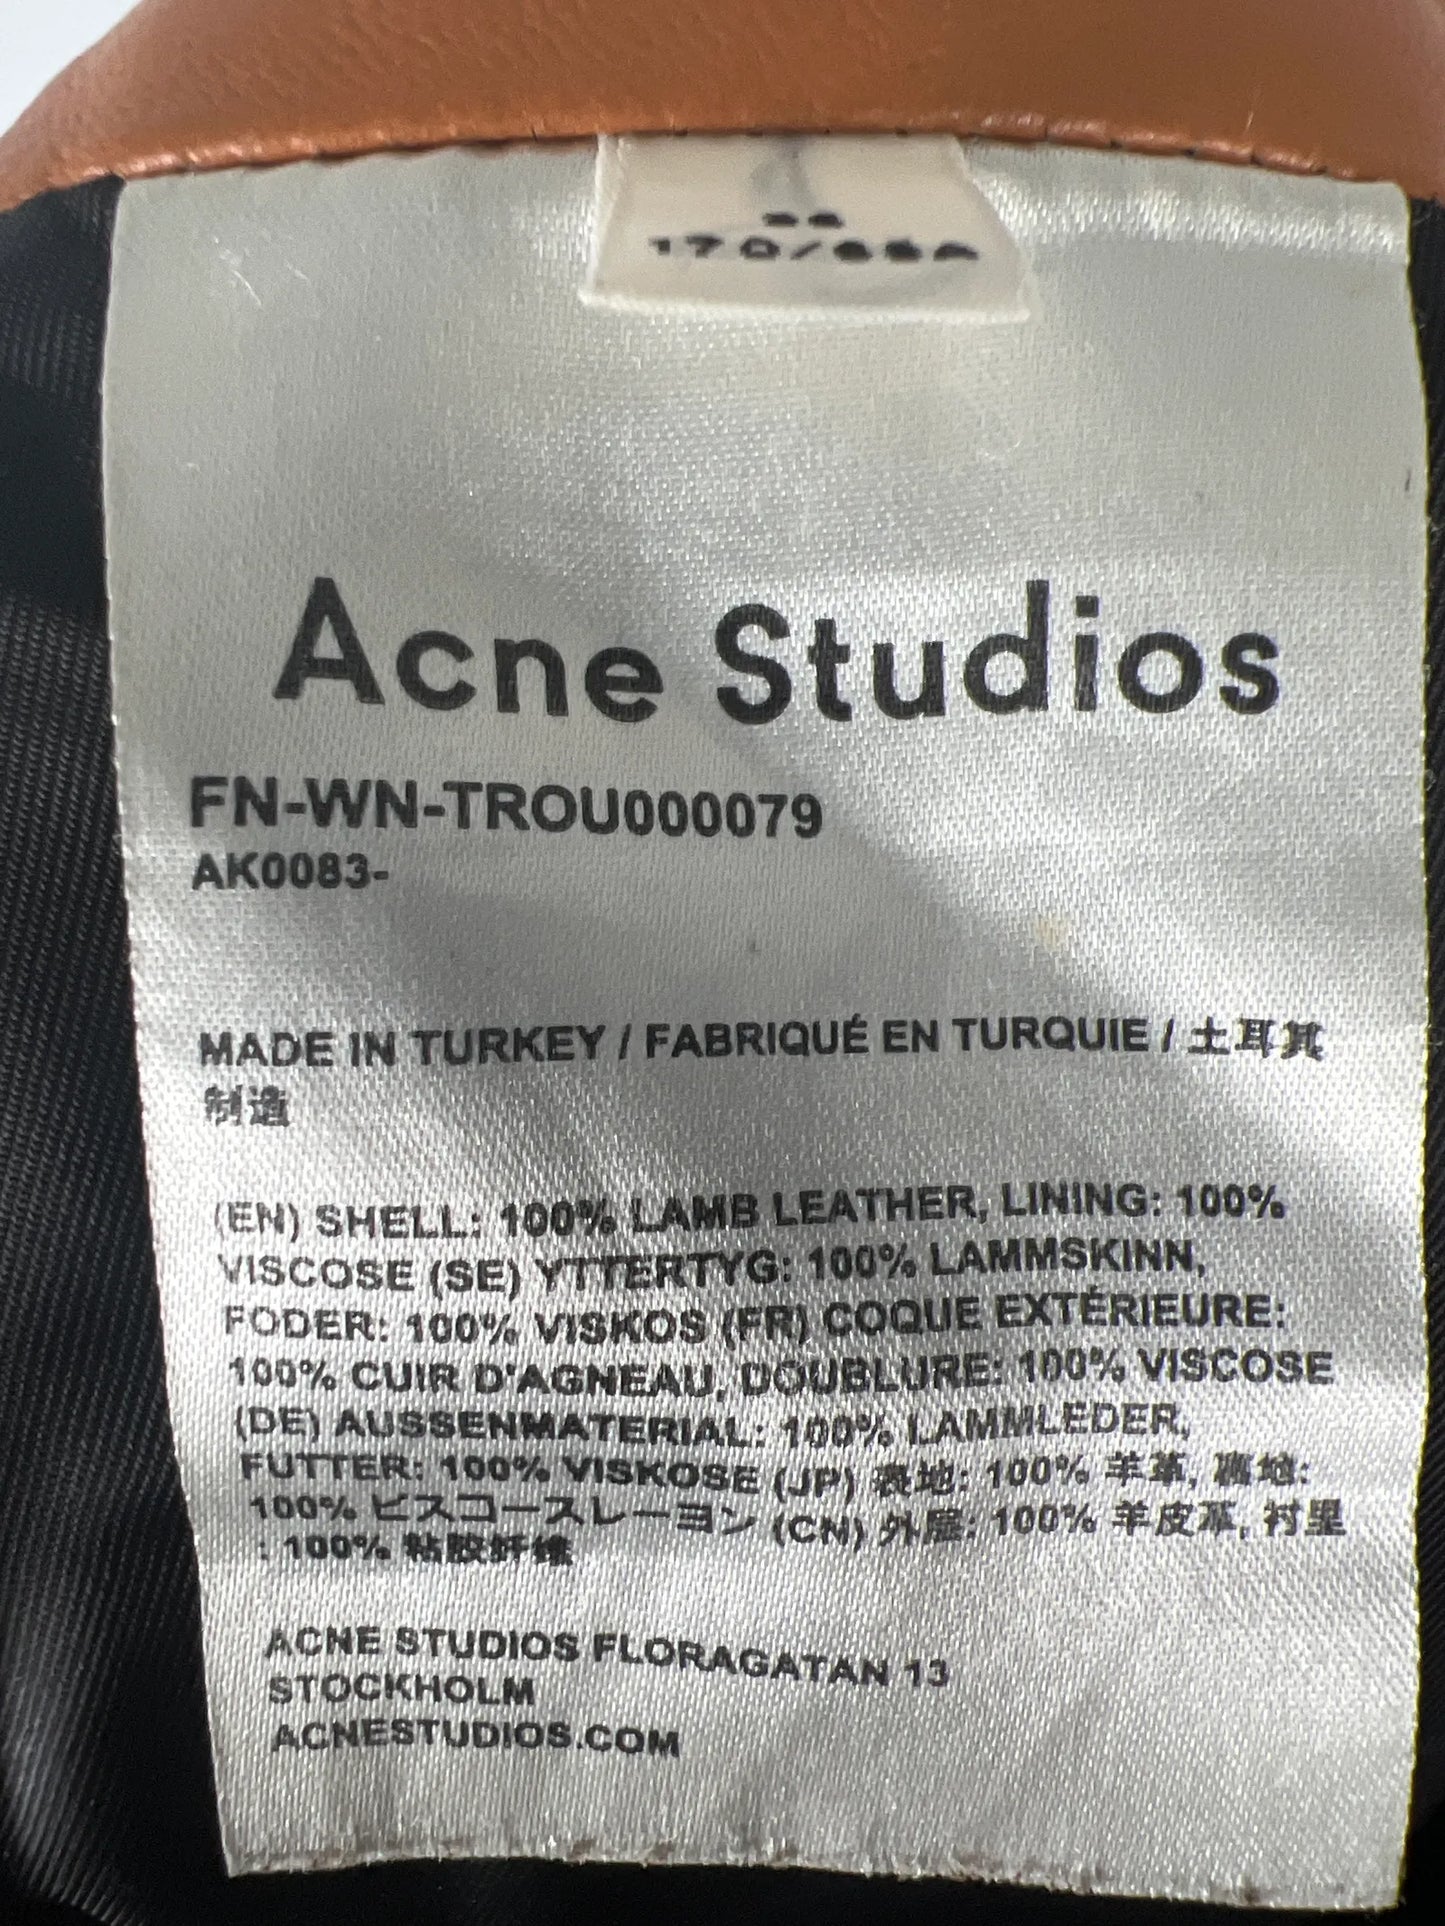 Acne Studios
FN-WN-TROU000079
AK0083-
MADE IN TURKEY / FABRIQUÉ EN TURQUIE / 土耳其
制造
(EN) SHELL: 100% LAMB LEATHER, LINING: 100%
VISCOSE (SE) YTTERTYG: 100% LAMMSKINN,
FODER: 100% VISKOS (FR) COQUE EXTÉRIEURE:
100% CUIR D'AGNEAU, DOUBLURE: 100% VISCOSE
(DE) AUSSENMATERIAL: 100% LAMMLEDER,
FUTTER: 100% VISKOSE (JP) 表地: 100% 羊革, 裏地:
100% ビスコースレーヨン (CN) 外层: 100% 羊皮革, 衬里
: 100% 粘胶纤维
ACNE STUDIOS FLORAGATAN 13
STOCKHOLM
ACNESTUDIOS.COM